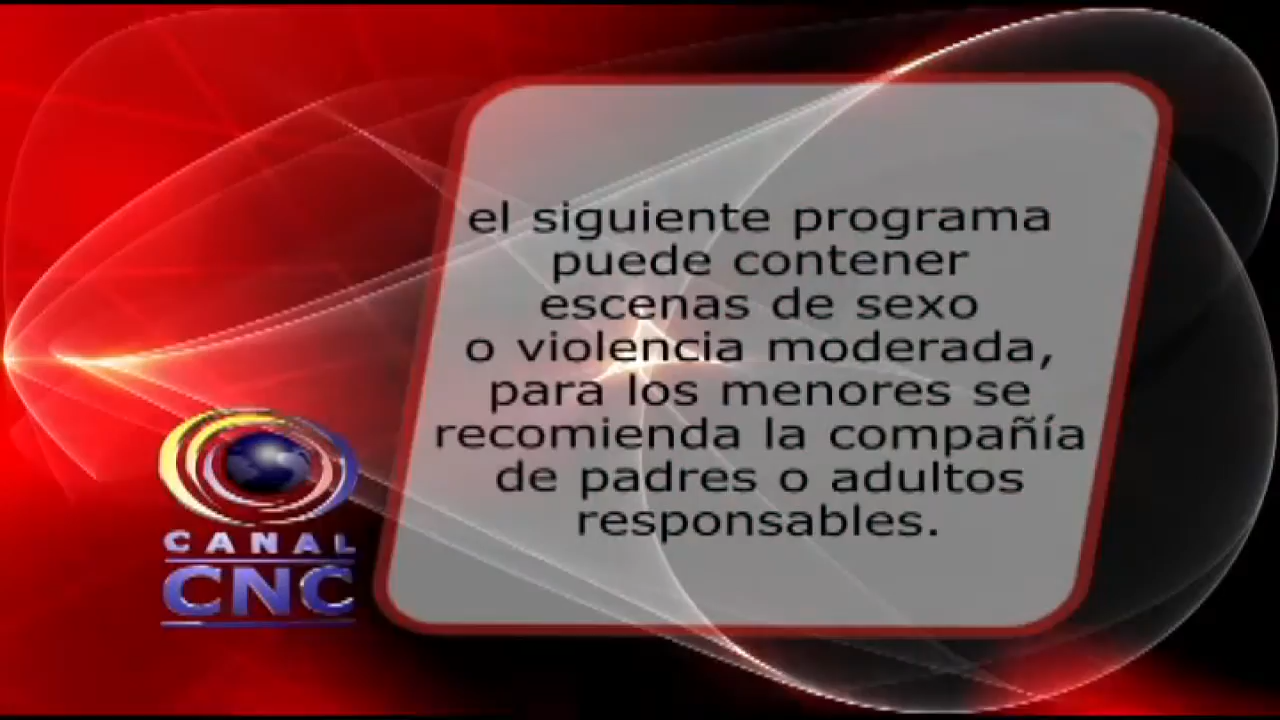 el siguiente programa
puede contener
escenas de sexo
o violencia moderada,
para los menores se
recomienda la compañía
de padres o adultos
responsables.
CANAL
CNC